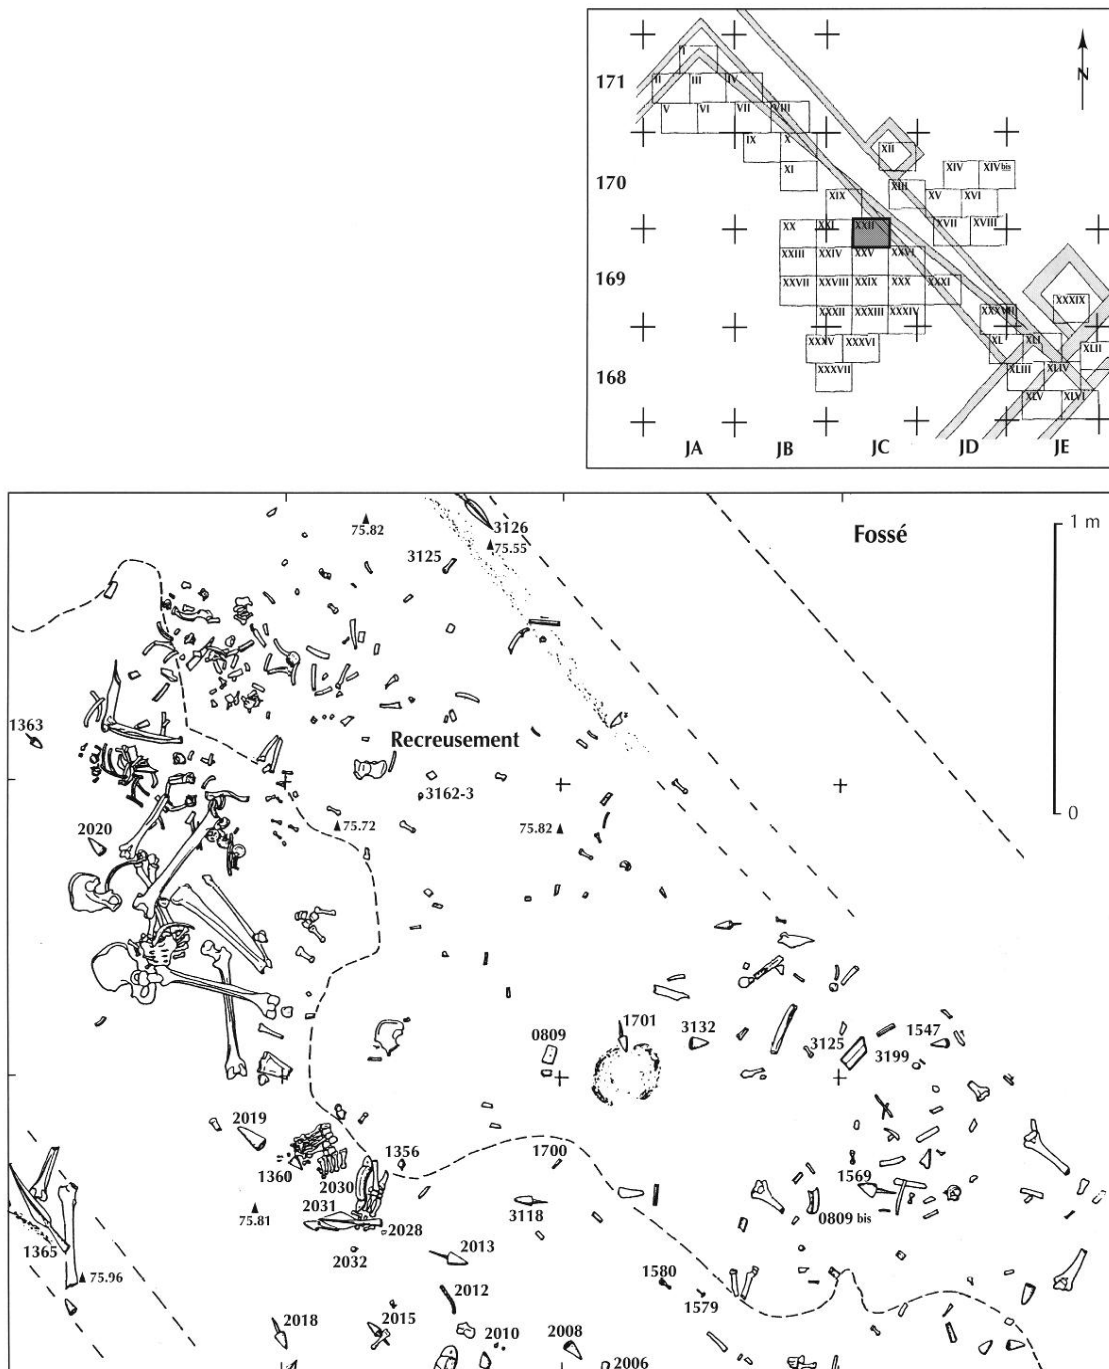 I
171
N
II III IV
V VI VII VIII
IX X
XII
XI
XIV XIV bis
170
XIII
XIX
XV XVI
XX XXI XXII
XVII XVIII
XXIII XXIV XXV XXVI
169
XXVII XXVIII XXIX XXX XXXI
XXXIX
XXXII XXXIII XXXIV
XXXVIII
XXXV XXXVI
XL XLI XLII
168
XXXVII
XLIII XLIV
XLV XLVI
JA JB JC JD JE
75.82
3126
Fossé
1 m
75.55
3125
1363
Recreusement
3162-3
0
75.72
75.82
2020
0809
1701
3132
3125
1547
3199
2019
1356
1700
1360
1569
2030
2031
75.81
3118
0809 bis
2028
1365
2032
2013
75.96
1580
2012
1579
2018
2015
2010
2008
2006